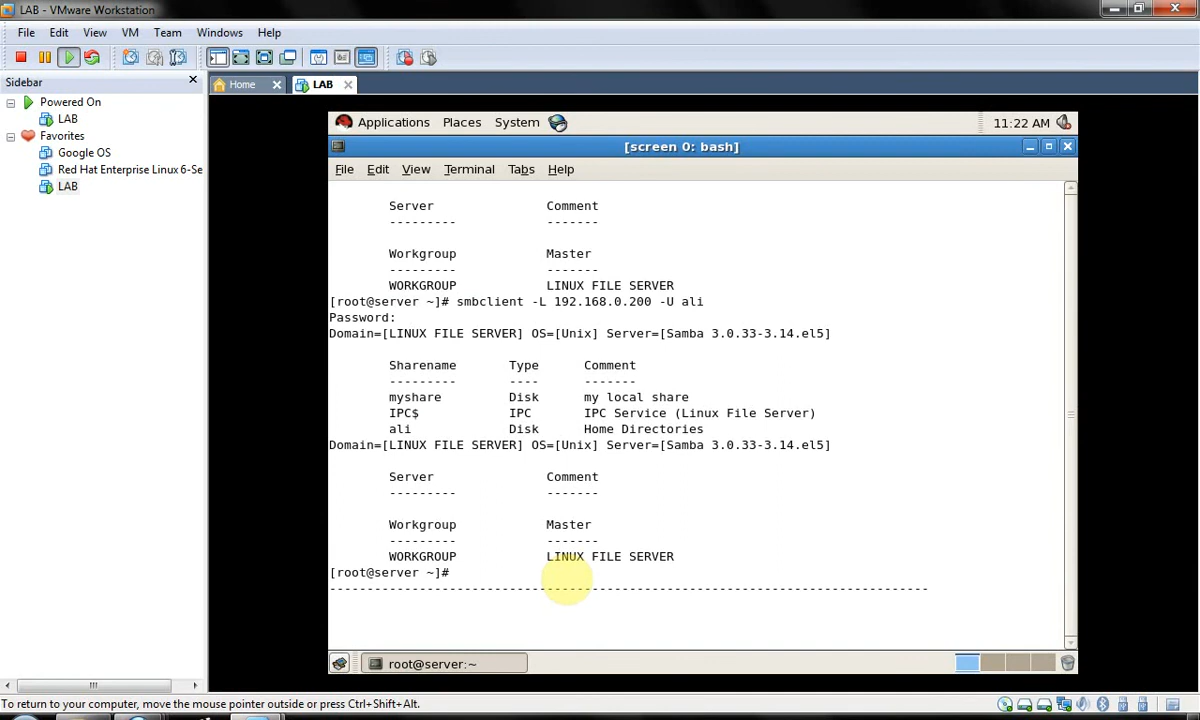 LAB - VMware Workstation
File Edit View VM Team Windows Help
Sidebar
Home LAB
Powered On
LAB
Favorites
Google OS
Red Hat Enterprise Linux 6-Se
LAB
Applications Places System 11:22 AM
[screen 0: bash]
File Edit View Terminal Tabs Help
Server Comment
--------- -------
Workgroup Master
--------- -------
WORKGROUP LINUX FILE SERVER
[root@server ~]# smbclient -L 192.168.0.200 -U ali
Password:
Domain=[LINUX FILE SERVER] OS=[Unix] Server=[Samba 3.0.33-3.14.el5]
Sharename Type Comment
--------- ---- -------
myshare Disk my local share
IPC$ IPC IPC Service (Linux File Server)
ali Disk Home Directories
Domain=[LINUX FILE SERVER] OS=[Unix] Server=[Samba 3.0.33-3.14.el5]
Server Comment
--------- -------
Workgroup Master
--------- -------
WORKGROUP LINUX FILE SERVER
[root@server ~]#
--------------------------------------------------------------------------------
root@server:~
To return to your computer, move the mouse pointer outside or press Ctrl+Shift+Alt.